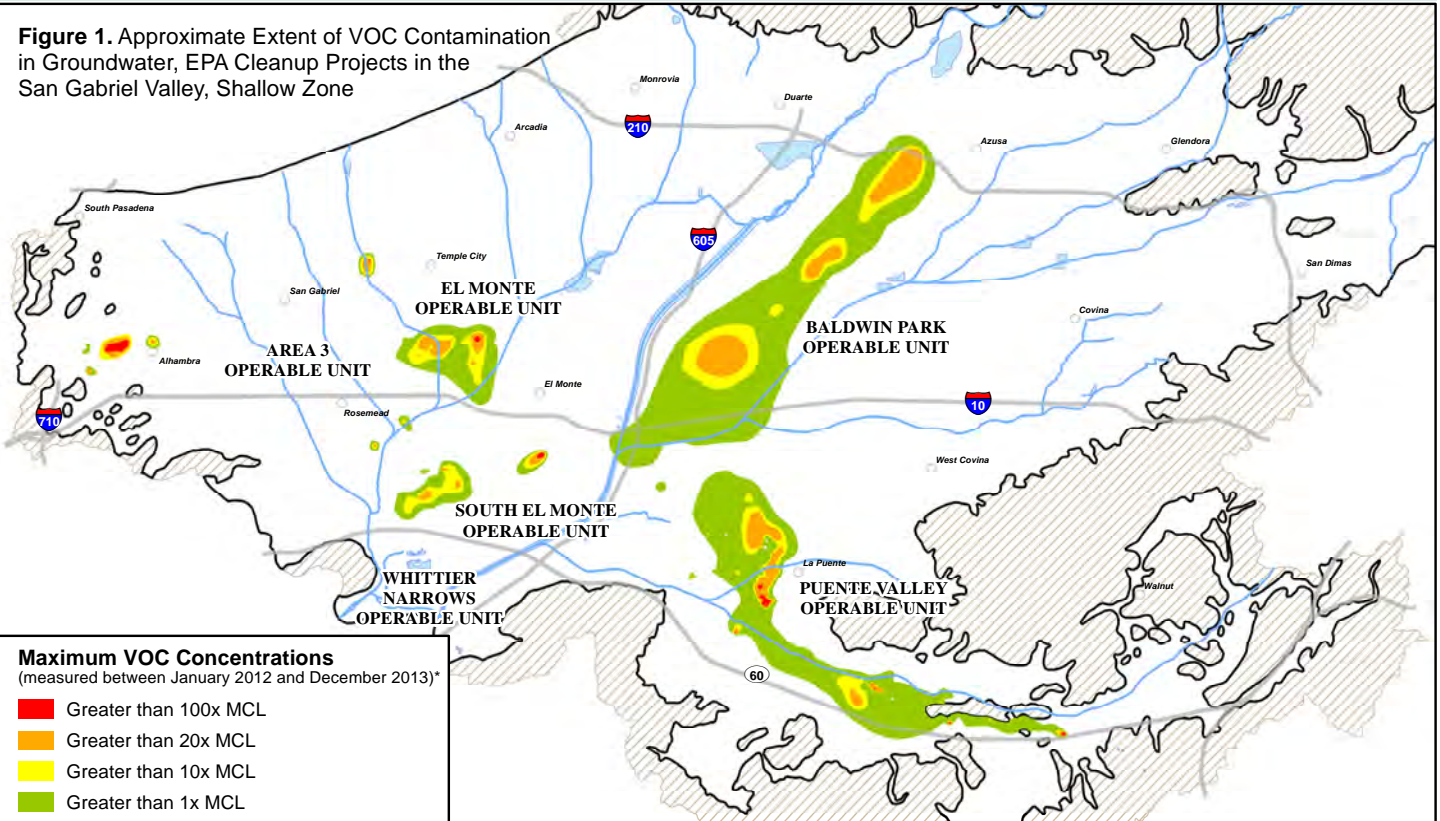 Figure 1. Approximate Extent of VOC Contamination
in Groundwater, EPA Cleanup Projects in the
San Gabriel Valley, Shallow Zone
Monrovia
Duarte
Arcadia
210
Azusa
Glendora
South Pasadena
605
Temple City
San Dimas
San Gabriel
EL MONTE
OPERABLE UNIT
Covina
BALDWIN PARK
OPERABLE UNIT
AREA 3
OPERABLE UNIT
Alhambra
El Monte
Rosemead
710
10
West Covina
SOUTH EL MONTE
OPERABLE UNIT
La Puente
WHITTIER
NARROWS
OPERABLE UNIT
PUENTE VALLEY
OPERABLE UNIT
Walnut
60
Maximum VOC Concentrations
(measured between January 2012 and December 2013)*
Greater than 100x MCL
Greater than 20x MCL
Greater than 10x MCL
Greater than 1x MCL